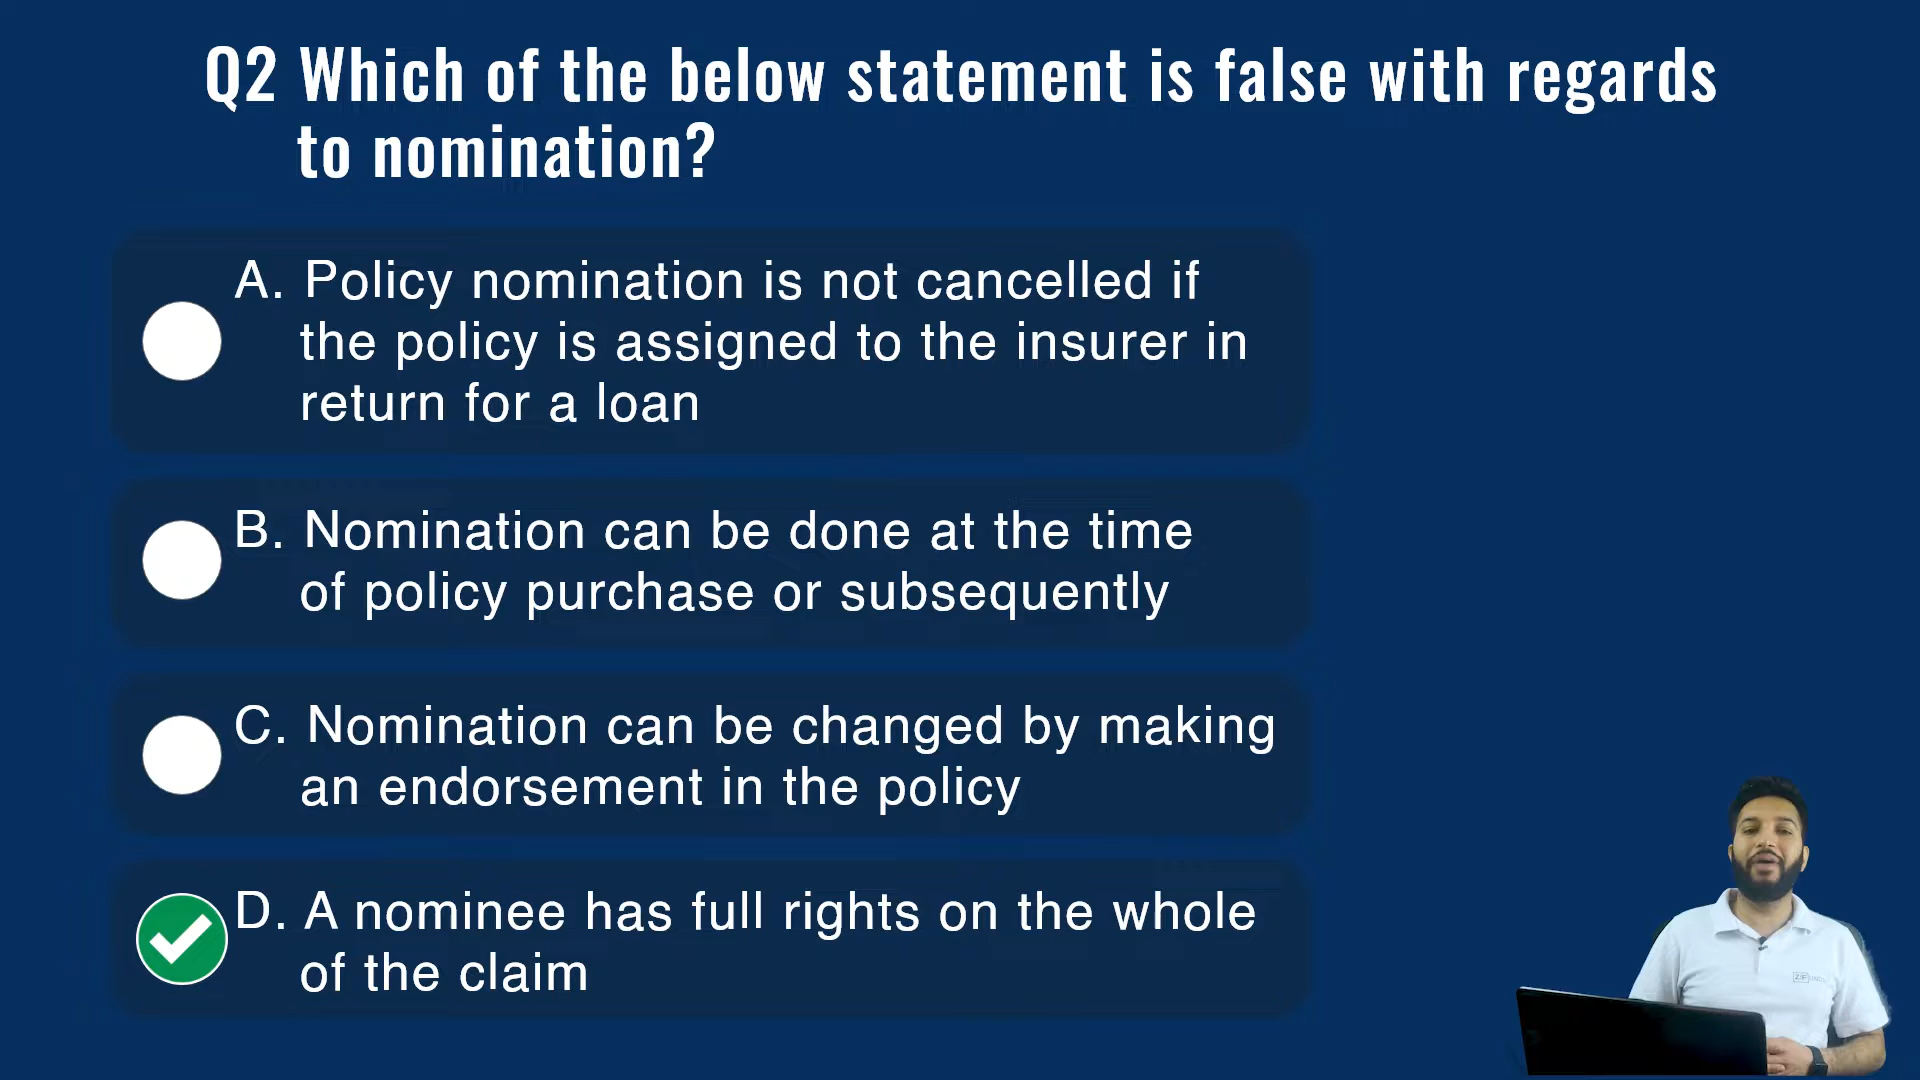 Q2 Which of the below statement is false with regards
to nomination?
A. Policy nomination is not cancelled if
the policy is assigned to the insurer in
return for a loan
B. Nomination can be done at the time
of policy purchase or subsequently
C. Nomination can be changed by making
an endorsement in the policy
D. A nominee has full rights on the whole
of the claim